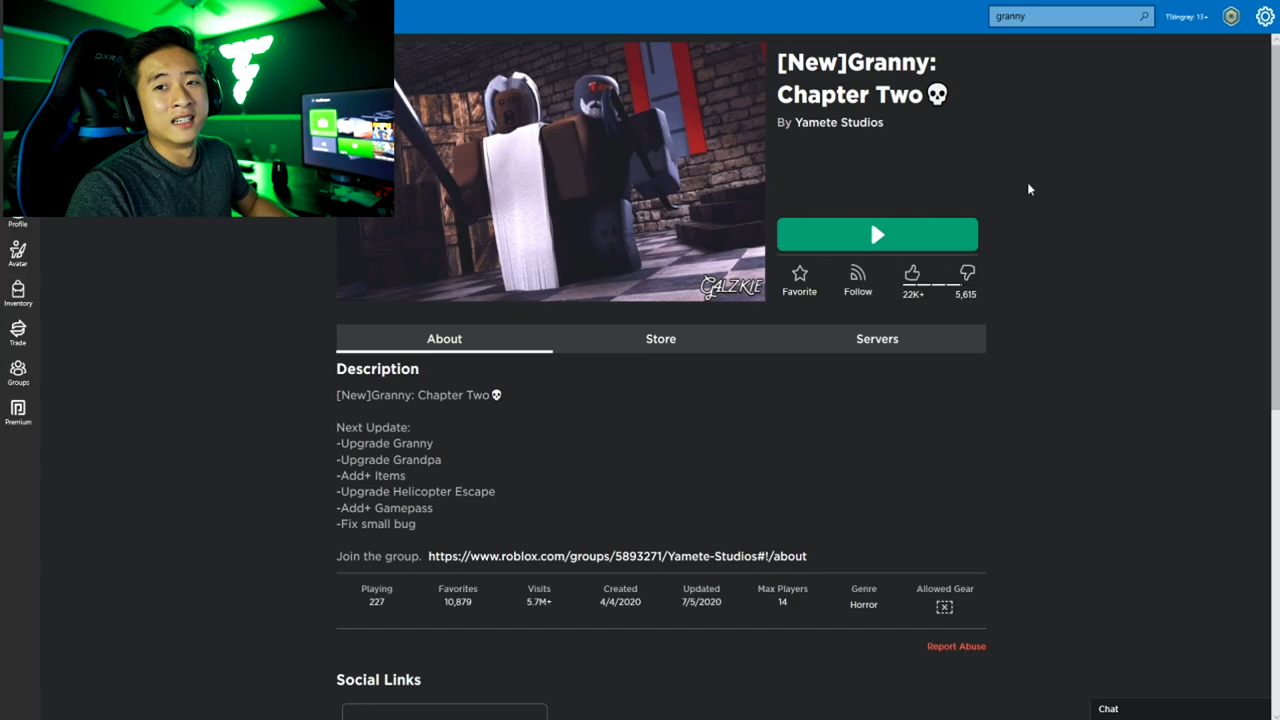 granny
TStingray: 13+
[New]Granny:
Chapter Two💀
By Yamete Studios
GALZKIE
Profile
Avatar
Inventory
Trade
Groups
Premium
Favorite
Follow
22K+
5,615
About
Store
Servers
Description
[New]Granny: Chapter Two💀
Next Update:
-Upgrade Granny
-Upgrade Grandpa
-Add+ Items
-Upgrade Helicopter Escape
-Add+ Gamepass
-Fix small bug
Join the group. https://www.roblox.com/groups/5893271/Yamete-Studios#!/about
Playing Favorites Visits Created Updated Max Players Genre Allowed Gear
227 10,879 5.7M+ 4/4/2020 7/5/2020 14 Horror
Report Abuse
Social Links
Chat